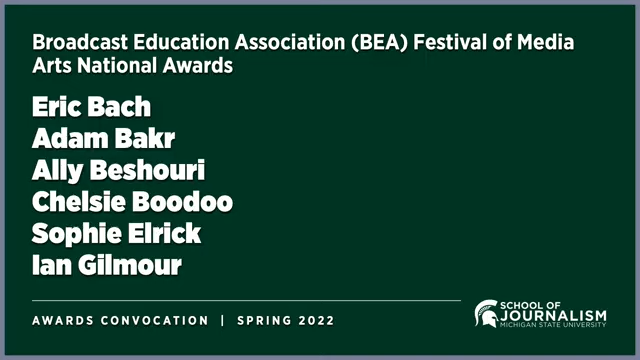 Broadcast Education Association (BEA) Festival of Media
Arts National Awards
Eric Bach
Adam Bakr
Ally Beshouri
Chelsie Boodoo
Sophie Elrick
Ian Gilmour
AWARDS CONVOCATION | SPRING 2022
SCHOOL OF
JOURNALISM
MICHIGAN STATE UNIVERSITY